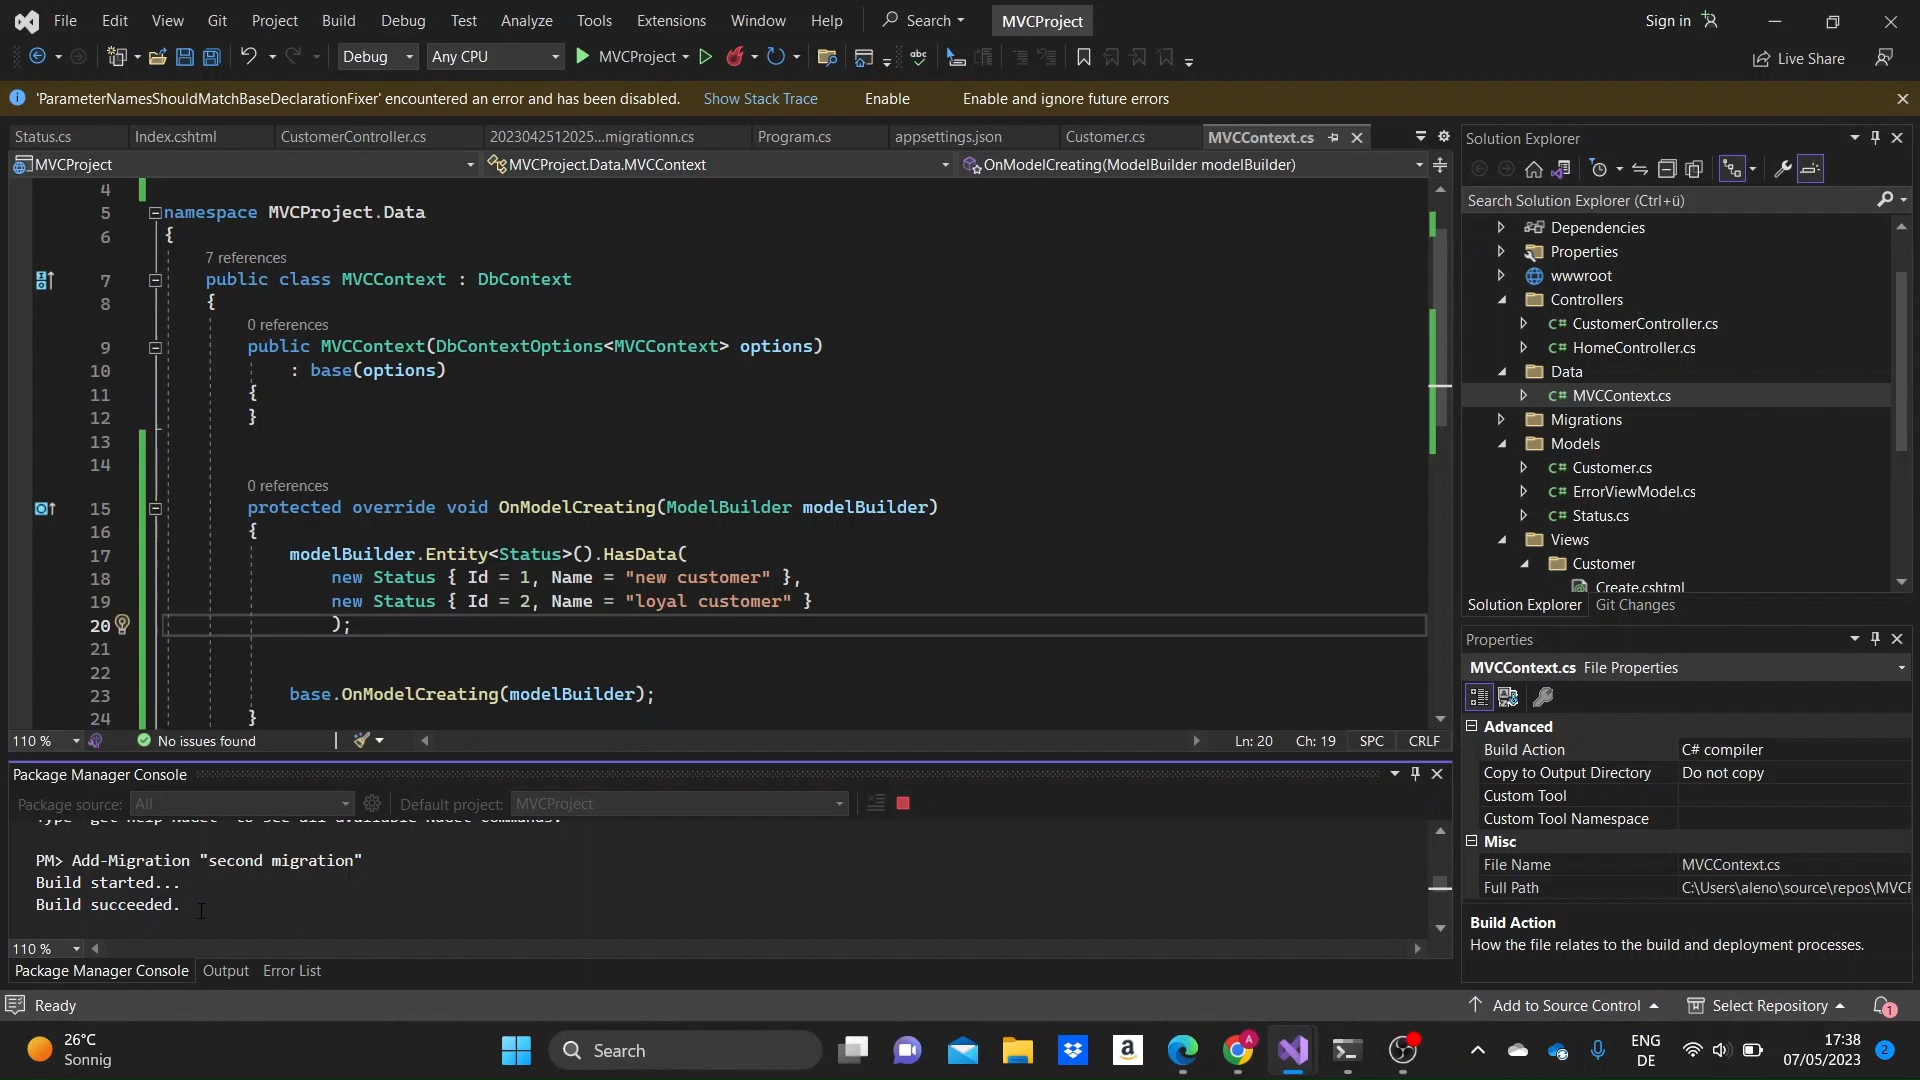 File Edit View Git Project Build Debug Test Analyze Tools Extensions Window Help Search MVCProject Sign in
Debug Any CPU MVCProject Live Share
'ParameterNamesShouldMatchBaseDeclarationFixer' encountered an error and has been disabled. Show Stack Trace Enable Enable and ignore future errors
Status.cs Index.cshtml CustomerController.cs 2023042512025...migrationn.cs Program.cs appsettings.json Customer.cs MVCContext.cs
MVCProject MVCProject.Data.MVCContext OnModelCreating(ModelBuilder modelBuilder)
4
5 namespace MVCProject.Data
6 {
7 references
7 public class MVCContext : DbContext
8 {
0 references
9 public MVCContext(DbContextOptions<MVCContext> options)
10 : base(options)
11 {
12 }
13
14
0 references
15 protected override void OnModelCreating(ModelBuilder modelBuilder)
16 {
17 modelBuilder.Entity<Status>().HasData(
18 new Status { Id = 1, Name = "new customer" },
19 new Status { Id = 2, Name = "loyal customer" }
20 );
21
22
23 base.OnModelCreating(modelBuilder);
24 }
110 % No issues found Ln: 20 Ch: 19 SPC CRLF
Package Manager Console
Package source: All Default project: MVCProject
PM> Add-Migration "second migration"
Build started...
Build succeeded.
110 %
Package Manager Console Output Error List
Solution Explorer
Search Solution Explorer (Ctrl+ü)
Dependencies
Properties
wwwroot
Controllers
C# CustomerController.cs
C# HomeController.cs
Data
C# MVCContext.cs
Migrations
Models
C# Customer.cs
C# ErrorViewModel.cs
C# Status.cs
Views
Customer
Create.cshtml
Solution Explorer Git Changes
Properties
MVCContext.cs File Properties
Advanced
Build Action C# compiler
Copy to Output Directory Do not copy
Custom Tool
Custom Tool Namespace
Misc
File Name MVCContext.cs
Full Path C:\Users\aleno\source\repos\MVCP
Build Action
How the file relates to the build and deployment processes.
Ready Add to Source Control Select Repository 1
26°C
Sonnig
Search
ENG
DE
17:38
07/05/2023
2